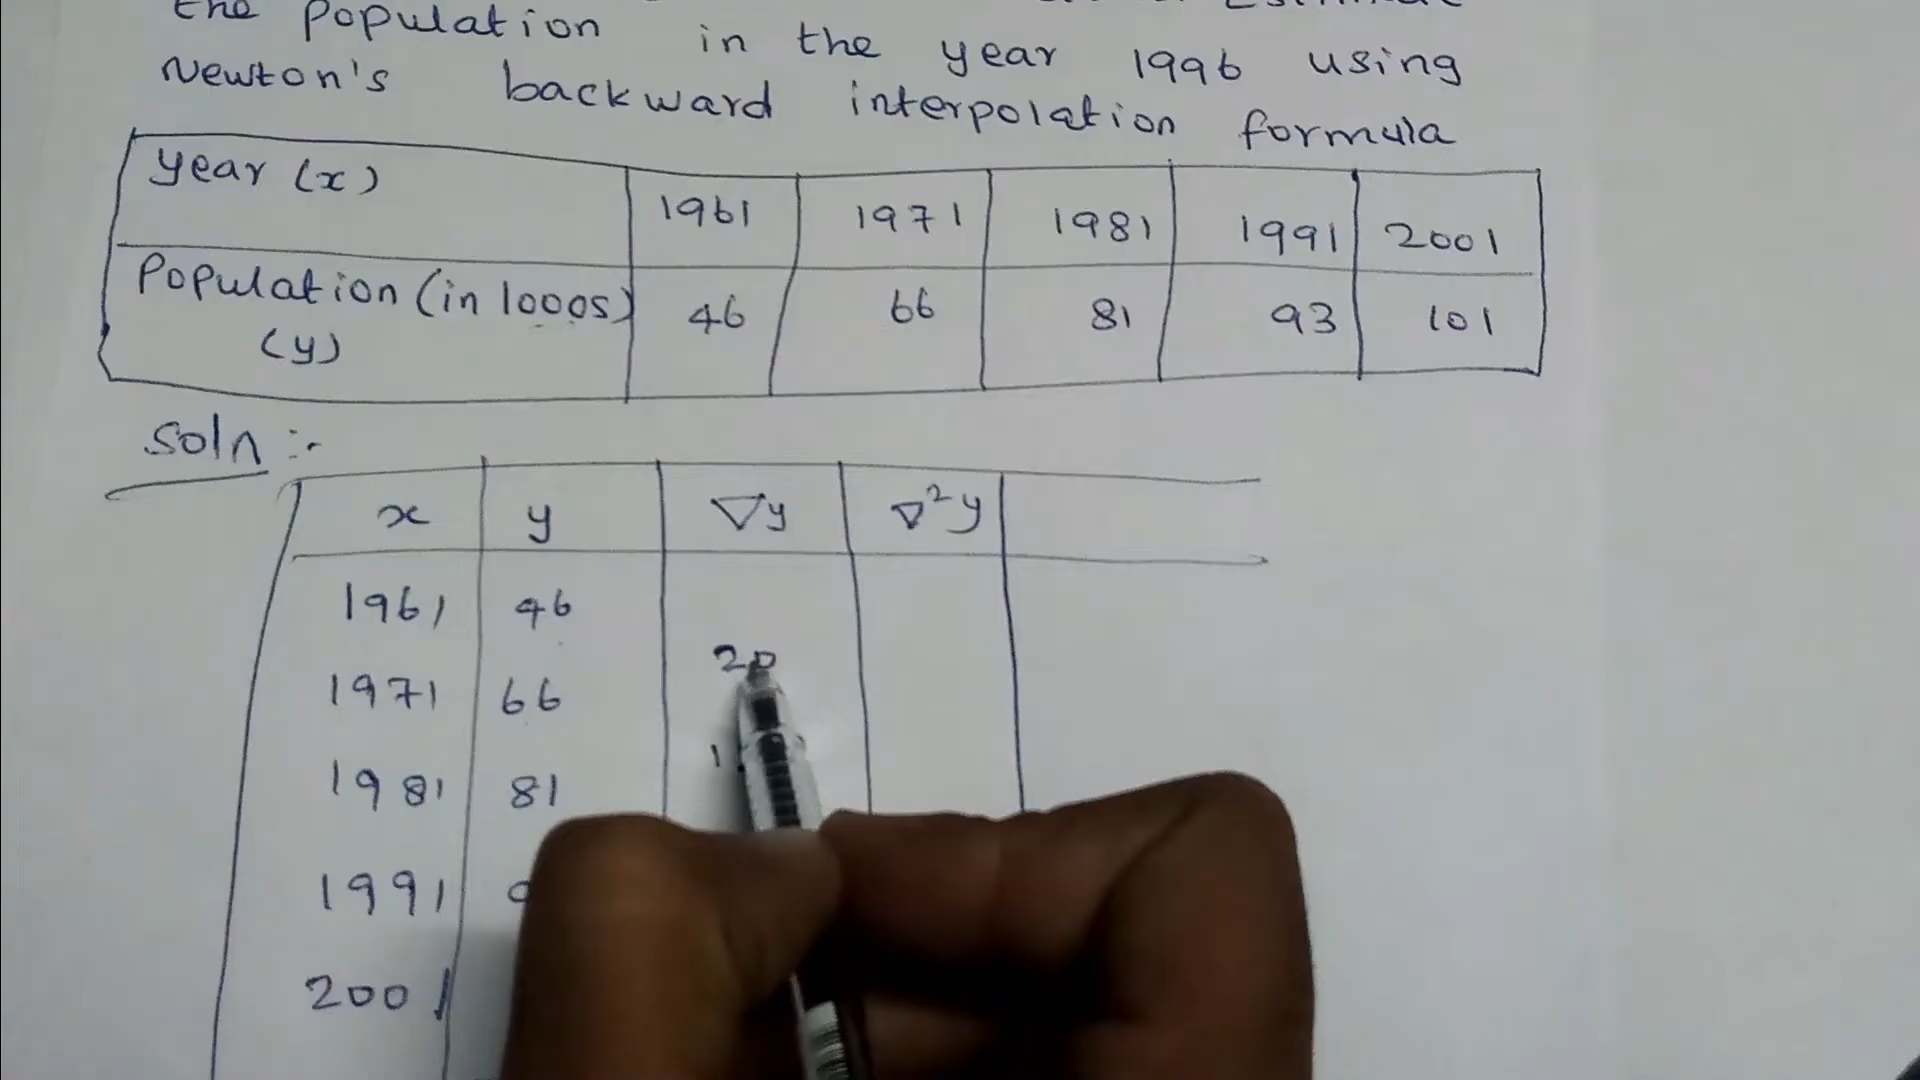 the population in the year 1996 using
Newton's backward interpolation formula
Year (x) 1961 1971 1981 1991 2001
Population (in 1000s) 46 66 81 93 101
(y)
Soln :-
x y ∇y ∇²y
1961 46
20
1971 66
1981 81
1991
2001